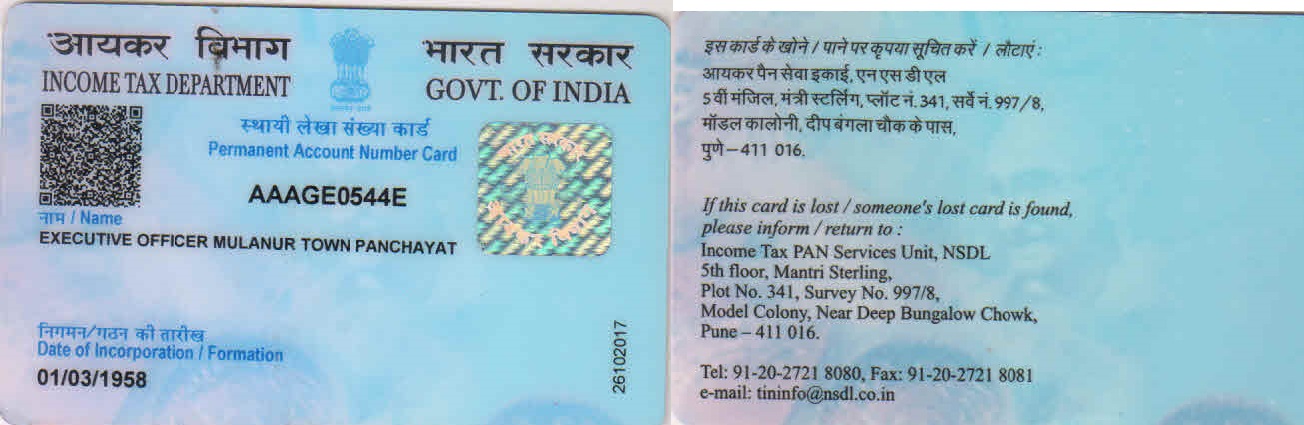 आयकर विभाग
INCOME TAX DEPARTMENT
भारत सरकार
GOVT. OF INDIA
स्थायी लेखा संख्या कार्ड
Permanent Account Number Card
AAAGE0544E
नाम / Name
EXECUTIVE OFFICER MULANUR TOWN PANCHAYAT
भारत सरकार
आयकर विभाग
निगमन/गठन की तारीख
Date of Incorporation / Formation
01/03/1958
26102017
इस कार्ड के खोने / पाने पर कृपया सूचित करें / लौटाएं :
आयकर पैन सेवा इकाई, एन एस डी एल
5 वीं मंजिल, मंत्री स्टर्लिंग, प्लॉट नं. 341, सर्वे नं. 997/8,
मॉडल कालोनी, दीप बंगला चौक के पास,
पुणे – 411 016.
If this card is lost / someone's lost card is found,
please inform / return to :
Income Tax PAN Services Unit, NSDL
5th floor, Mantri Sterling,
Plot No. 341, Survey No. 997/8,
Model Colony, Near Deep Bungalow Chowk,
Pune – 411 016.
Tel: 91-20-2721 8080, Fax: 91-20-2721 8081
e-mail: tininfo@nsdl.co.in